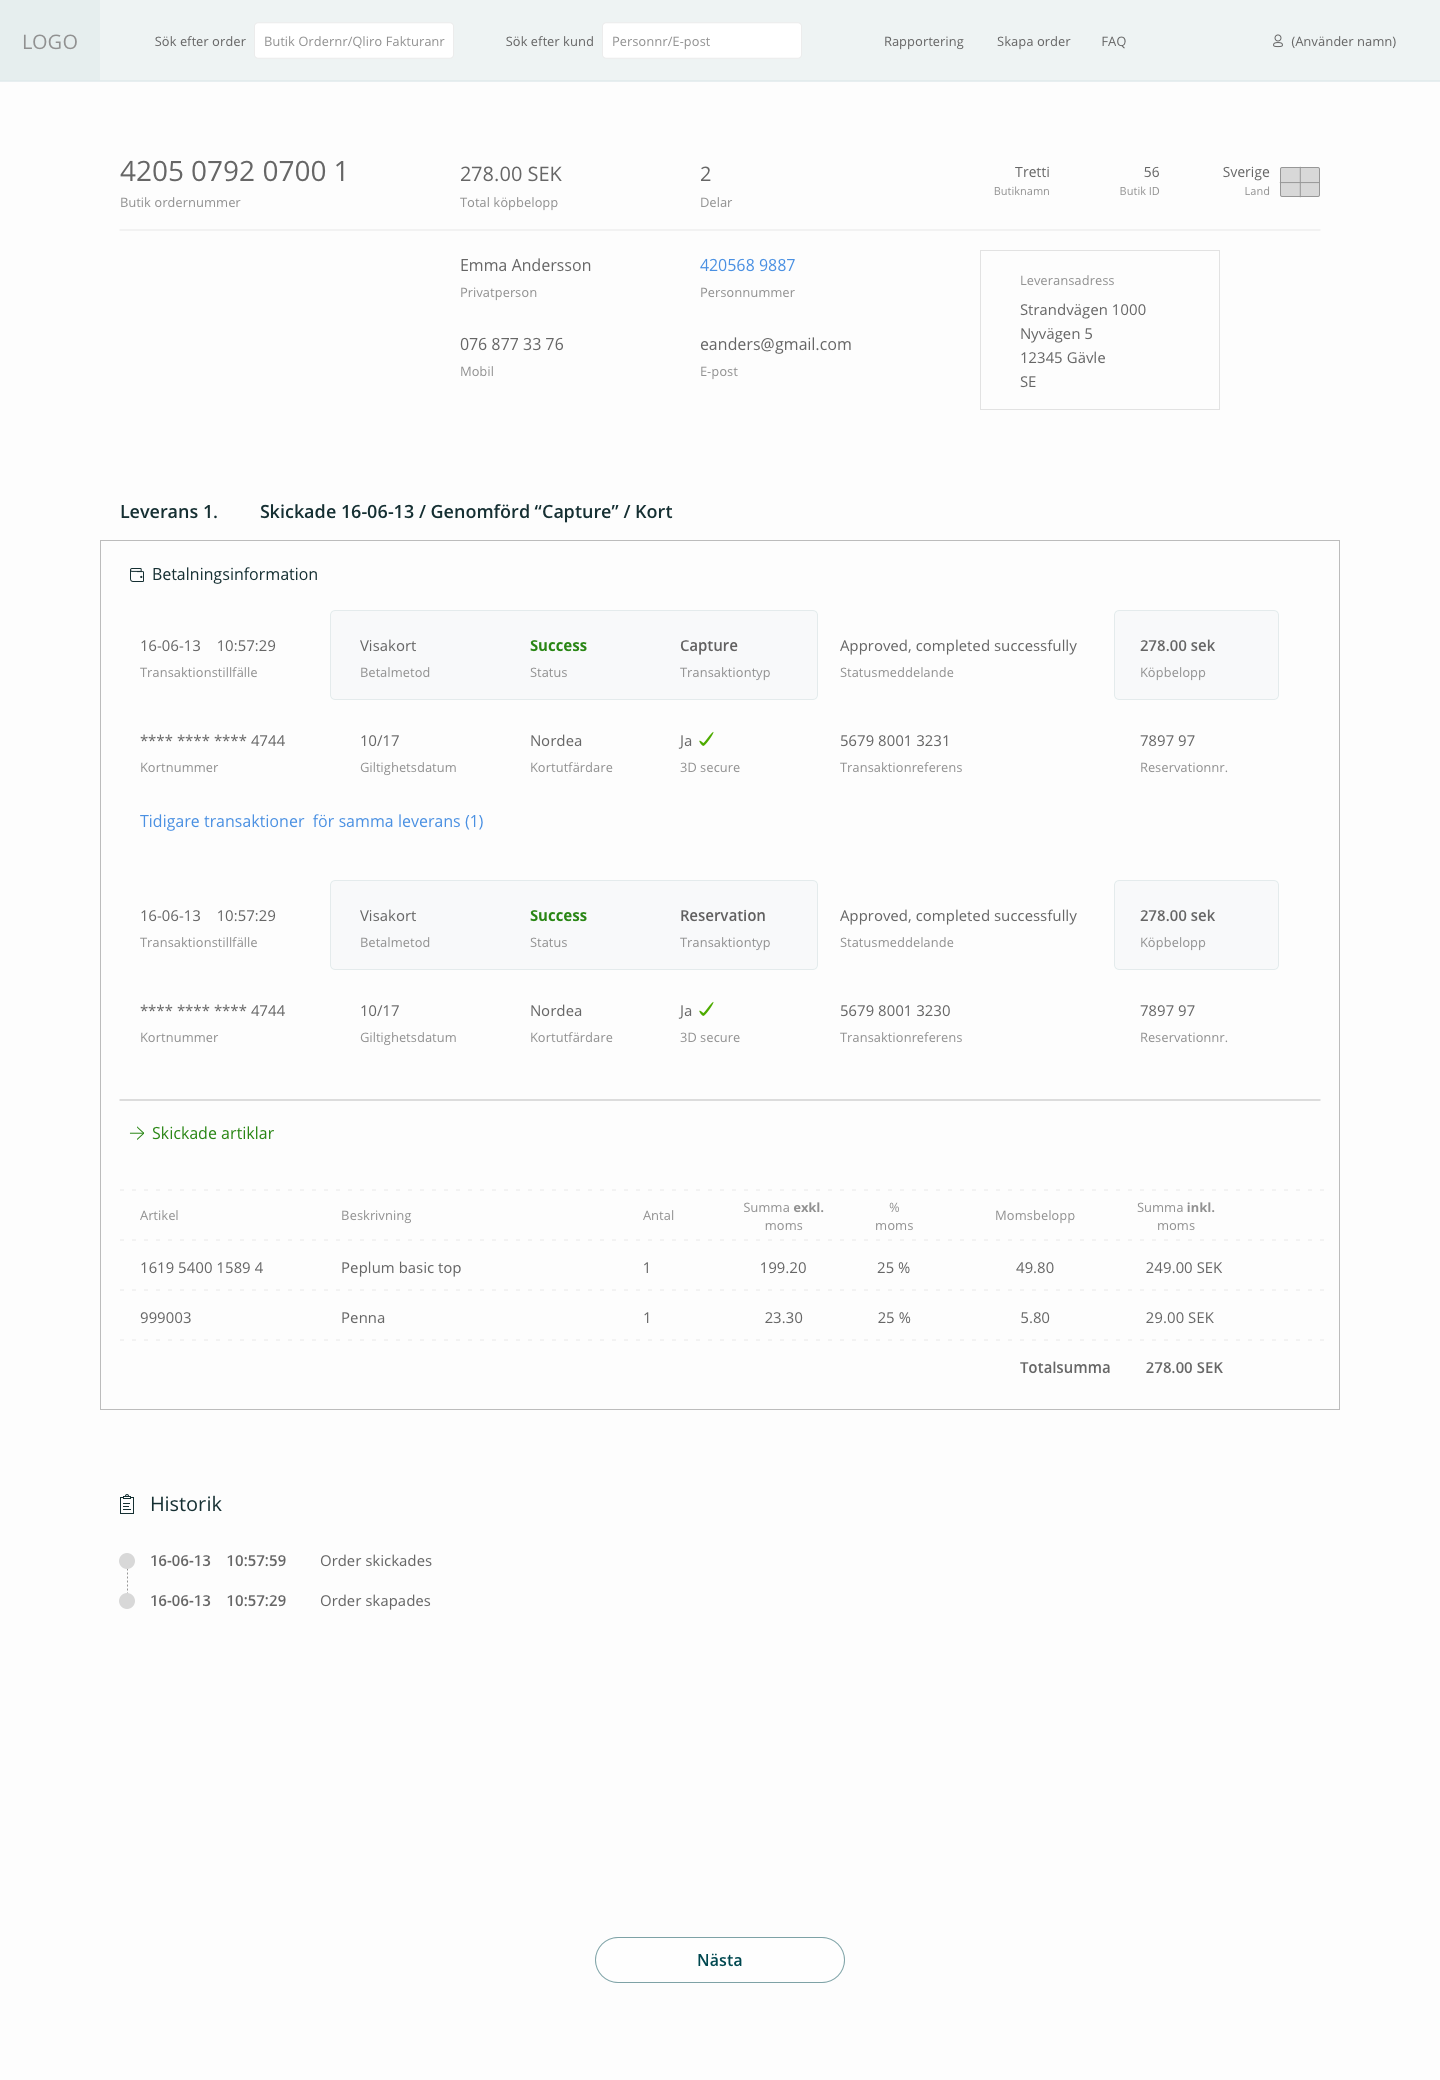 LOGO Sök efter order Butik Ordernr/Qliro Fakturanr Sök efter kund Personnr/E-post Rapportering Skapa order FAQ (Använder namn)
4205 0792 0700 1 278.00 SEK 2 Tretti 56 Sverige
Butik ordernummer Total köpbelopp Delar Butiknamn Butik ID Land
Emma Andersson 420568 9887
Privatperson Personnummer
076 877 33 76 eanders@gmail.com
Mobil E-post
Leveransadress
Strandvägen 1000
Nyvägen 5
12345 Gävle
SE
Leverans 1. Skickade 16-06-13 / Genomförd “Capture” / Kort
Betalningsinformation
16-06-13 10:57:29 Visakort Success Capture Approved, completed successfully 278.00 sek
Transaktionstillfälle Betalmetod Status Transaktiontyp Statusmeddelande Köpbelopp
**** **** **** 4744 10/17 Nordea Ja 5679 8001 3231 7897 97
Kortnummer Giltighetsdatum Kortutfärdare 3D secure Transaktionreferens Reservationnr.
Tidigare transaktioner för samma leverans (1)
16-06-13 10:57:29 Visakort Success Reservation Approved, completed successfully 278.00 sek
Transaktionstillfälle Betalmetod Status Transaktiontyp Statusmeddelande Köpbelopp
**** **** **** 4744 10/17 Nordea Ja 5679 8001 3230 7897 97
Kortnummer Giltighetsdatum Kortutfärdare 3D secure Transaktionreferens Reservationnr.
Skickade artiklar
Artikel Beskrivning Antal Summa exkl. moms % moms Momsbelopp Summa inkl. moms
1619 5400 1589 4 Peplum basic top 1 199.20 25 % 49.80 249.00 SEK
999003 Penna 1 23.30 25 % 5.80 29.00 SEK
Totalsumma 278.00 SEK
Historik
16-06-13 10:57:59 Order skickades
16-06-13 10:57:29 Order skapades
Nästa